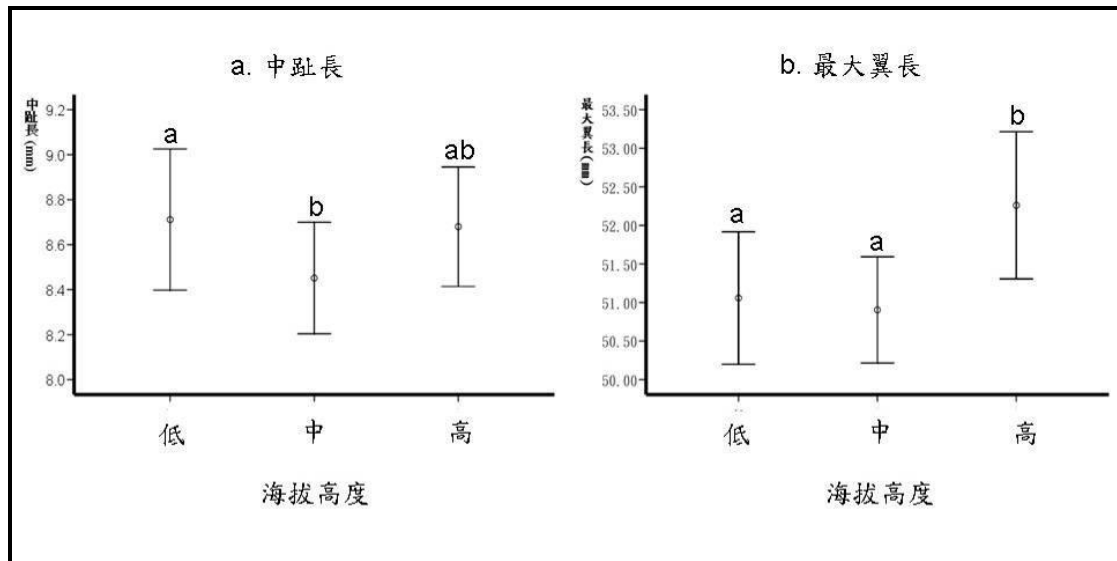 a. 中趾長
中趾長(mm)
9.2
9.0
8.8
8.6
8.4
8.2
8.0
a
b
ab
低 中 高
海拔高度
b. 最大翼長
最大翼長(mm)
53.50
53.00
52.50
52.00
51.50
51.00
50.50
50.00
a
a
b
低 中 高
海拔高度